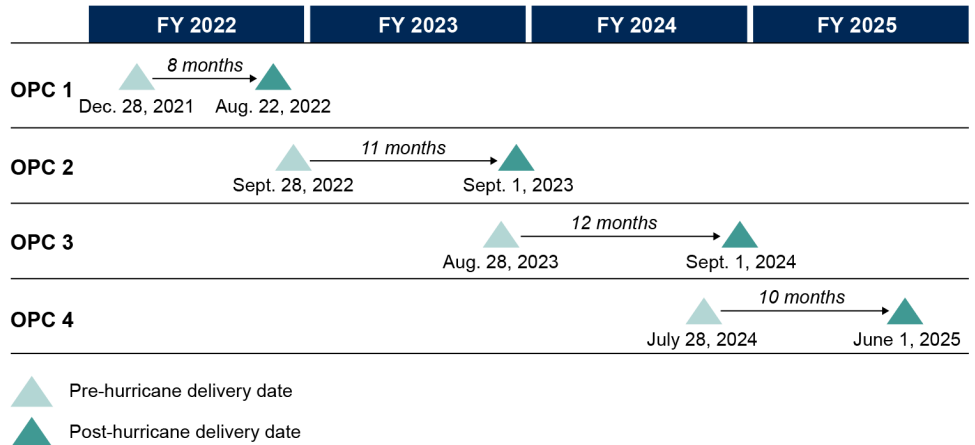 FY 2022 FY 2023 FY 2024 FY 2025
OPC 1
8 months
Dec. 28, 2021 Aug. 22, 2022
OPC 2
11 months
Sept. 28, 2022 Sept. 1, 2023
OPC 3
12 months
Aug. 28, 2023 Sept. 1, 2024
OPC 4
10 months
July 28, 2024 June 1, 2025
Pre-hurricane delivery date
Post-hurricane delivery date